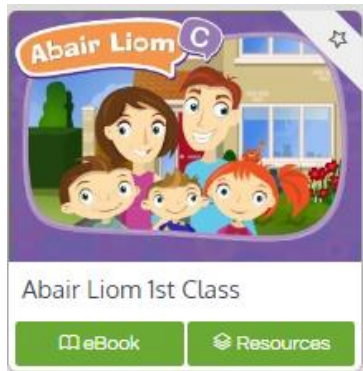 Abair Liom C
Abair Liom 1st Class
eBook
Resources